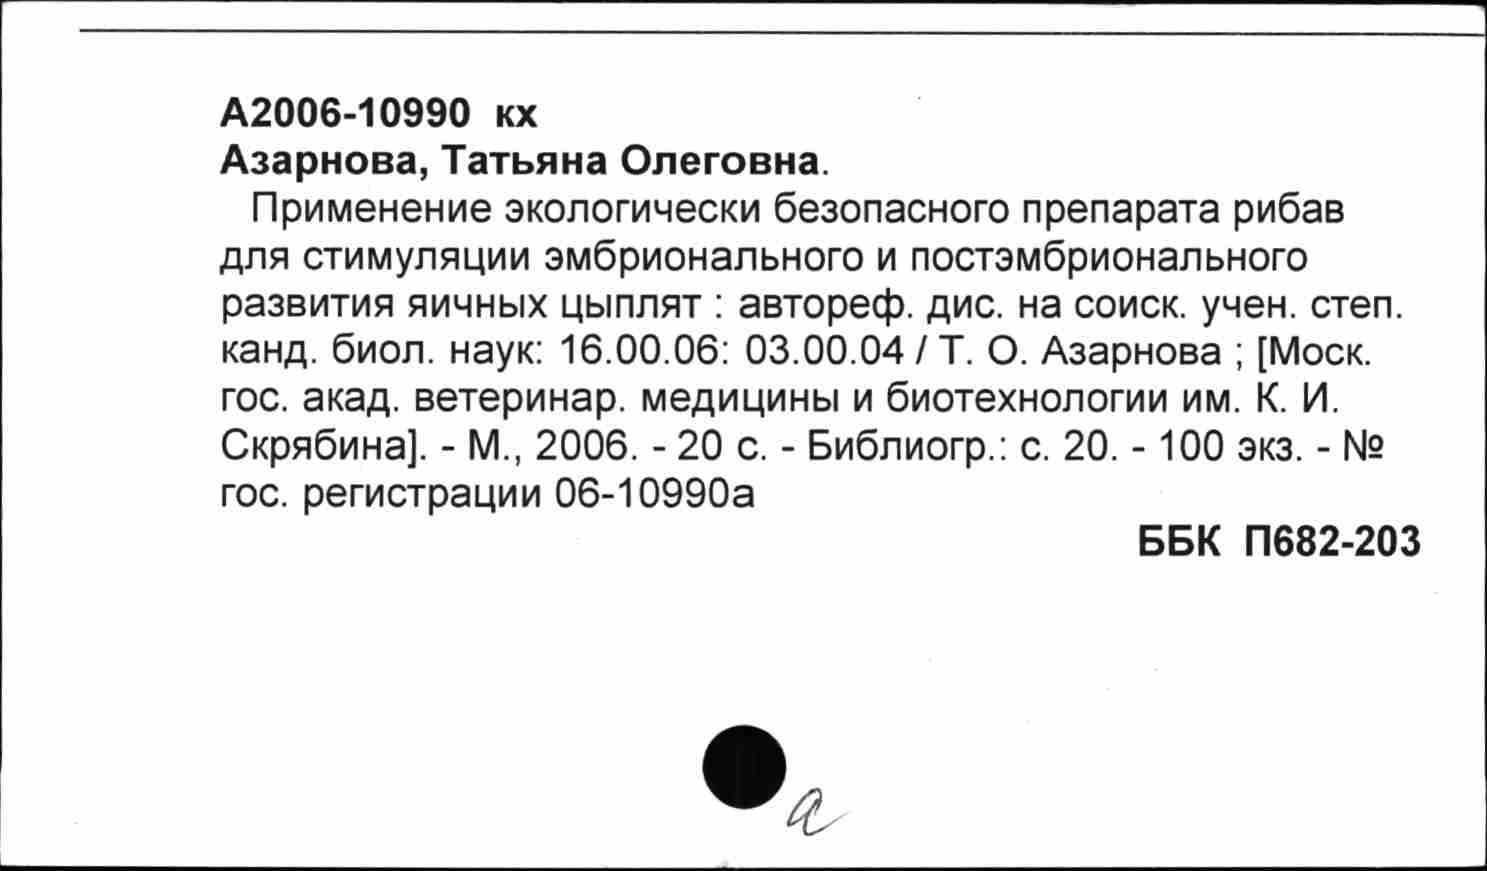 А2006-10990 кх
Азарнова, Татьяна Олеговна.
Применение экологически безопасного препарата рибав
для стимуляции эмбрионального и постэмбрионального
развития яичных цыплят : автореф. дис. на соиск. учен. степ.
канд. биол. наук: 16.00.06: 03.00.04 / Т. О. Азарнова ; [Моск.
гос. акад. ветеринар. медицины и биотехнологии им. К. И.
Скрябина]. - М., 2006. - 20 с. - Библиогр.: с. 20. - 100 экз. - №
гос. регистрации 06-10990а
ББК П682-203
а